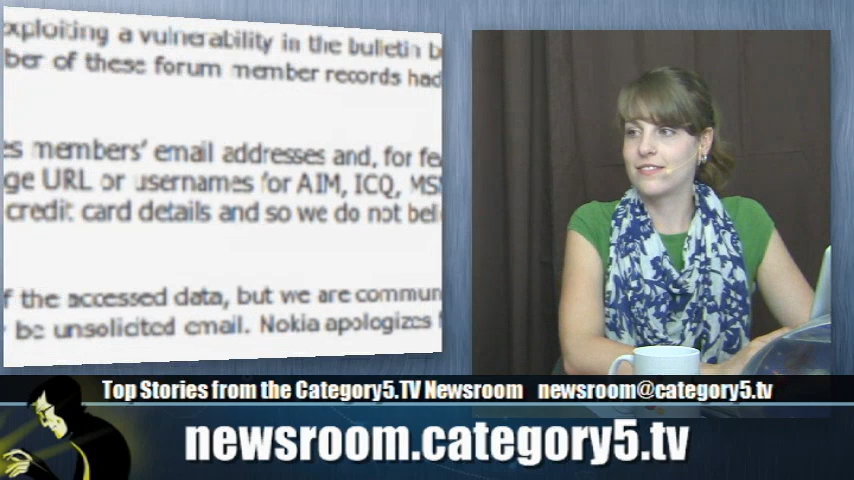 xploiting a vulnerability in the bulletin b
ber of these forum member records had
es members' email addresses and, for fe
ge URL or usernames for AIM, ICQ, MS
credit card details and so we do not bel
f the accessed data, but we are commun
be unsolicited email. Nokia apologizes
Top Stories from the Category5.TV Newsroom newsroom@category5.tv
newsroom.category5.tv